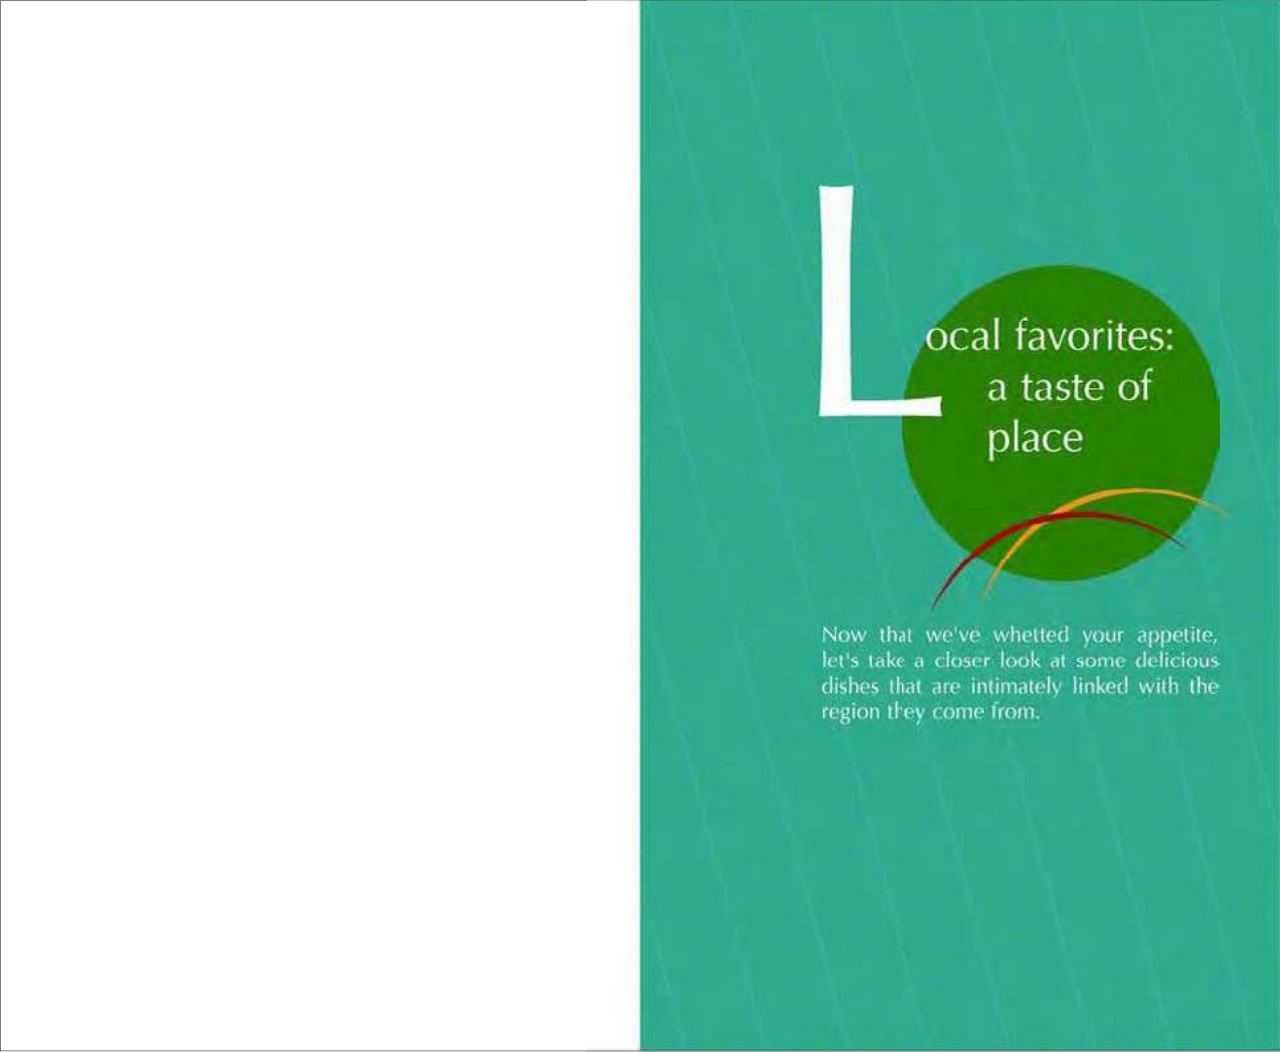 Local favorites:
a taste of
place
Now that we've whetted your appetite,
let's take a closer look at some delicious
dishes that are intimately linked with the
region they come from.